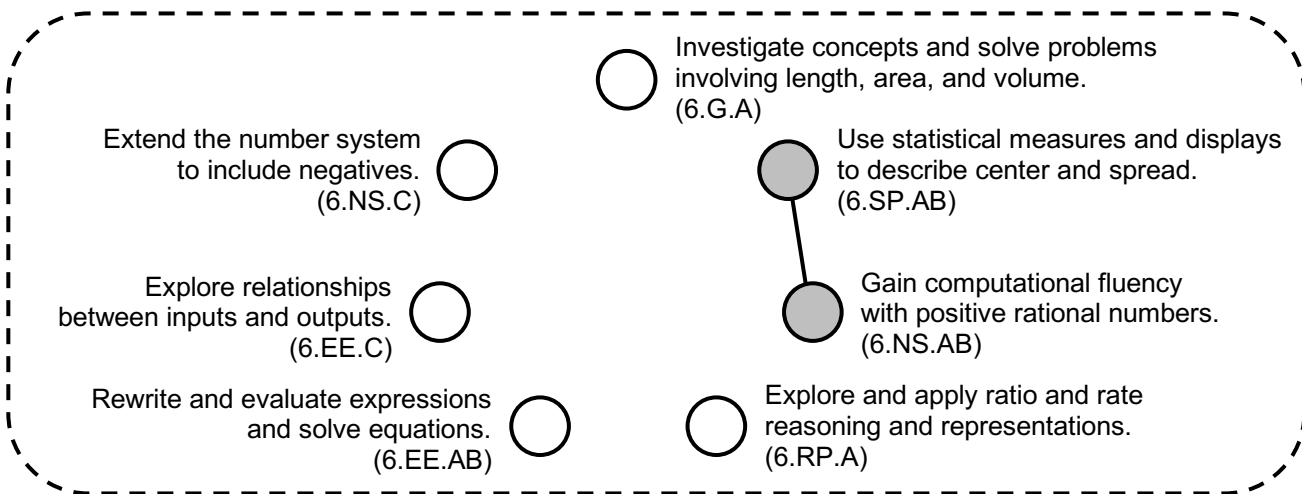 Investigate concepts and solve problems
involving length, area, and volume.
(6.G.A)
Extend the number system
to include negatives.
(6.NS.C)
Use statistical measures and displays
to describe center and spread.
(6.SP.AB)
Explore relationships
between inputs and outputs.
(6.EE.C)
Gain computational fluency
with positive rational numbers.
(6.NS.AB)
Rewrite and evaluate expressions
and solve equations.
(6.EE.AB)
Explore and apply ratio and rate
reasoning and representations.
(6.RP.A)